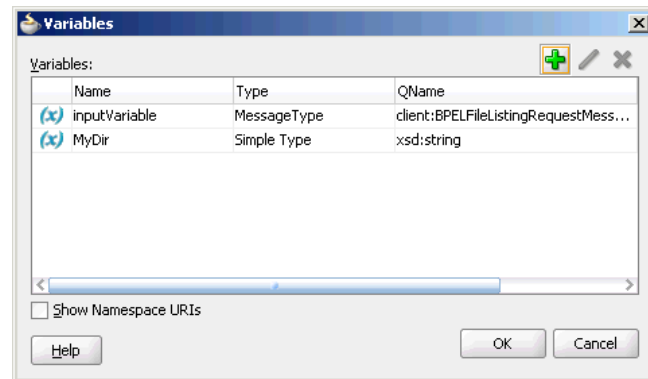 Variables
Variables:
Name Type QName
(x) inputVariable MessageType client:BPELFileListingRequestMess...
(x) MyDir Simple Type xsd:string
Show Namespace URIs
Help OK Cancel